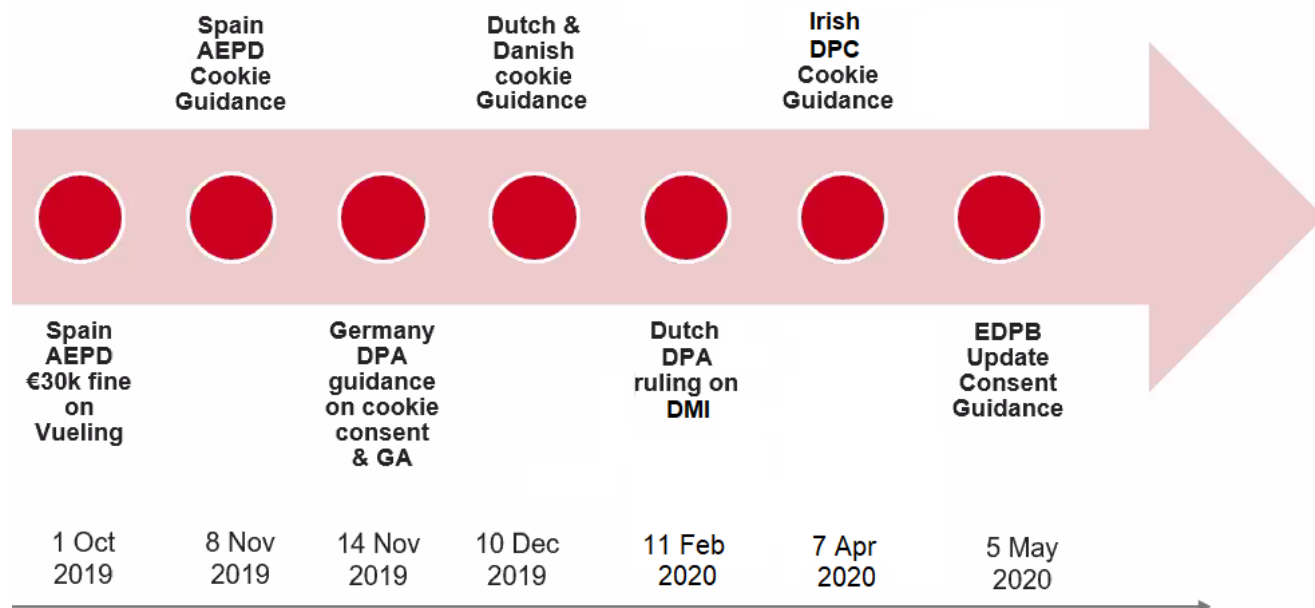 Spain
AEPD
Cookie
Guidance
Dutch &
Danish
cookie
Guidance
Irish
DPC
Cookie
Guidance
Spain
AEPD
€30k fine
on
Vueling
Germany
DPA
guidance
on cookie
consent
& GA
Dutch
DPA
ruling on
DMI
EDPB
Update
Consent
Guidance
1 Oct
2019
8 Nov
2019
14 Nov
2019
10 Dec
2019
11 Feb
2020
7 Apr
2020
5 May
2020